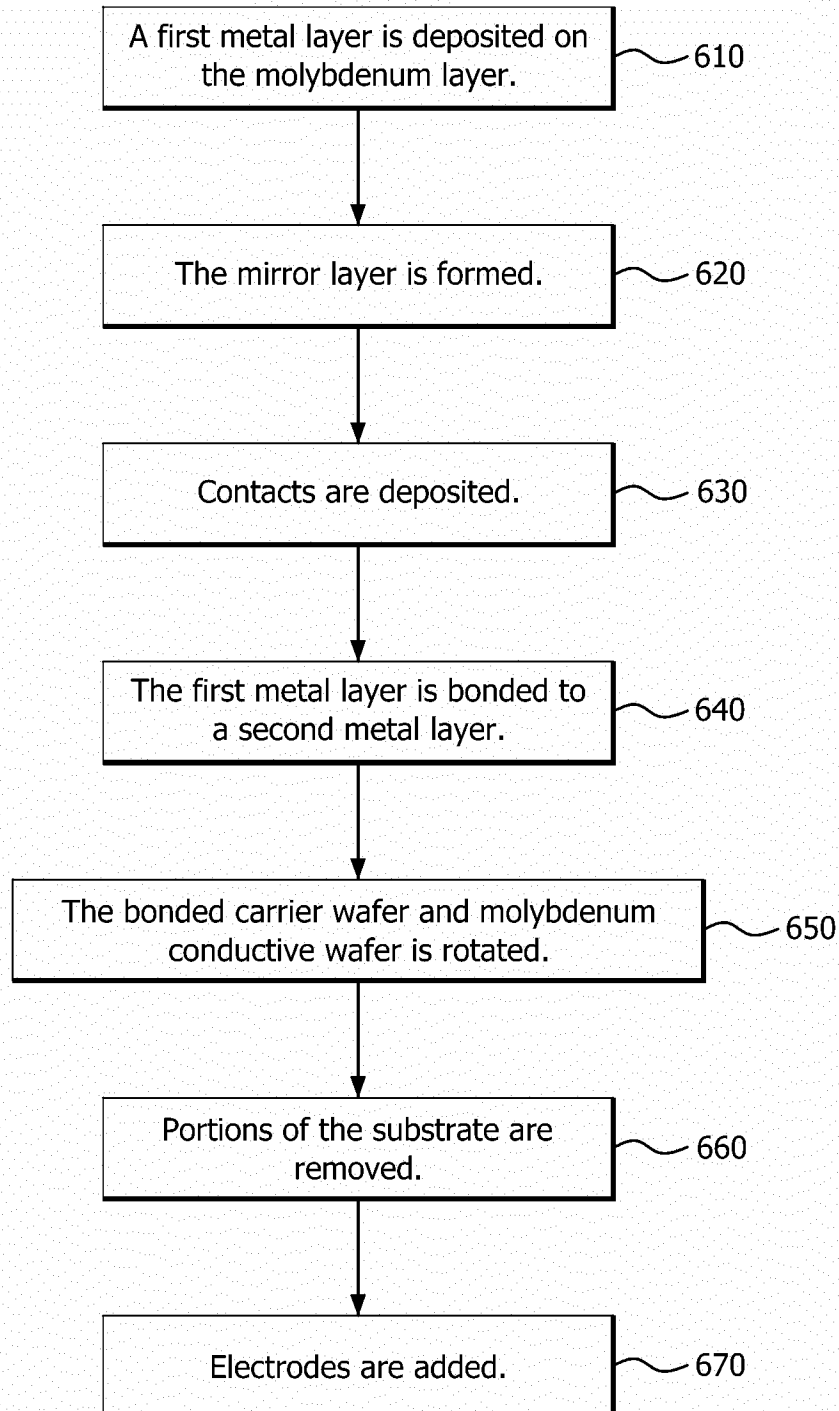 A first metal layer is deposited on
the molybdenum layer.
610
The mirror layer is formed.
620
Contacts are deposited.
630
The first metal layer is bonded to
a second metal layer.
640
The bonded carrier wafer and molybdenum
conductive wafer is rotated.
650
Portions of the substrate are
removed.
660
Electrodes are added.
670